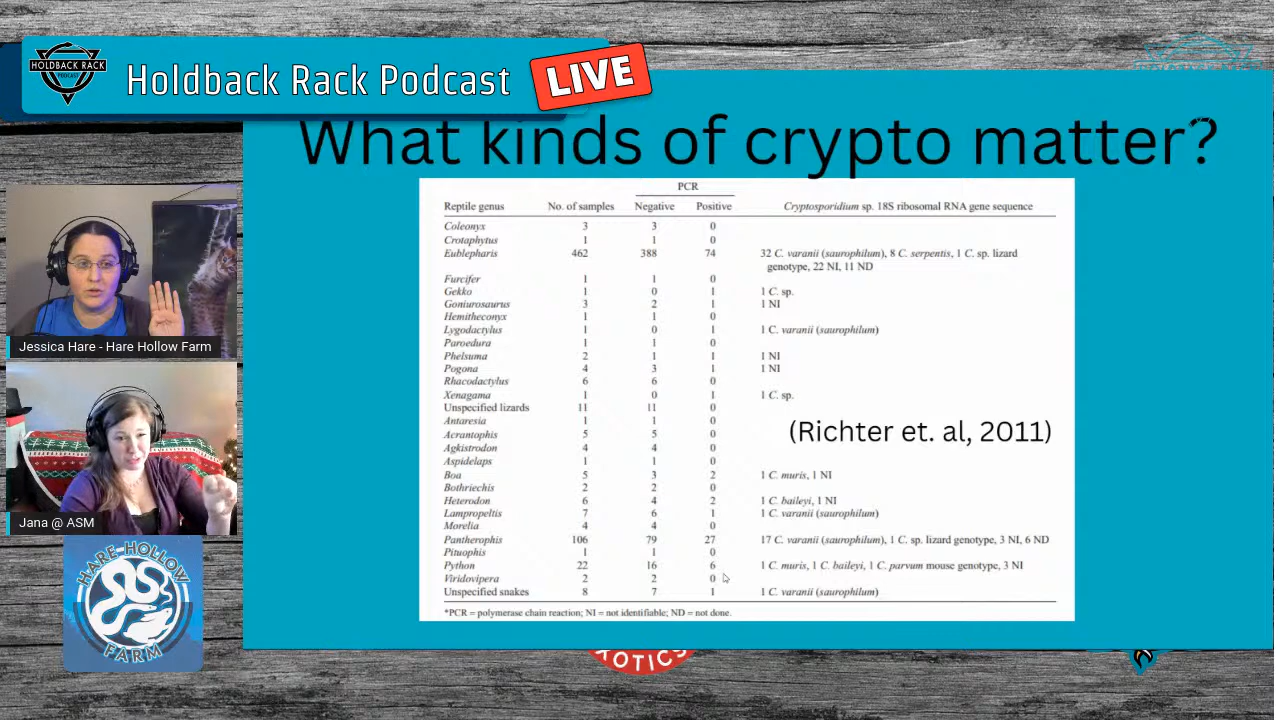 HOLDBACK RACK
PODCAST
Holdback Rack Podcast
LIVE
What kinds of crypto matter?
PCR
Reptile genus No. of samples Negative Positive Cryptosporidium sp. 18S ribosomal RNA gene sequence
Coleonyx 3 3 0
Crotaphytus 1 1 0
Eublepharis 462 388 74 32 C. varanii (saurophilum), 8 C. serpentis, 1 C. sp. lizard
genotype, 22 NI, 11 ND
Furcifer 1 1 0
Gekko 1 0 1 1 C. sp.
Goniurosaurus 3 2 1 1 NI
Hemitheconyx 1 1 0
Lygodactylus 1 0 1 1 C. varanii (saurophilum)
Paroedura 1 1 0
Phelsuma 2 1 1 1 NI
Pogona 4 3 1 1 NI
Rhacodactylus 6 6 0
Xenagama 1 0 1 1 C. sp.
Unspecified lizards 11 11 0
Antaresia 1 1 0
Acrantophis 5 5 0
Agkistrodon 4 4 0
Aspidelaps 1 1 0
Boa 5 3 2 1 C. muris, 1 NI
Bothriechis 2 2 0
Heterodon 6 4 2 1 C. baileyi, 1 NI
Lampropeltis 7 6 1 1 C. varanii (saurophilum)
Morelia 4 4 0
Pantherophis 106 79 27 17 C. varanii (saurophilum), 1 C. sp. lizard genotype, 3 NI, 6 ND
Pituophis 1 1 0
Python 22 16 6 1 C. muris, 1 C. baileyi, 1 C. parvum mouse genotype, 3 NI
Viridovipera 2 2 0
Unspecified snakes 8 7 1 1 C. varanii (saurophilum)
*PCR = polymerase chain reaction; NI = not identifiable; ND = not done.
(Richter et. al, 2011)
Jessica Hare - Hare Hollow Farm
Jana @ ASM
HARE HOLLOW
FARM